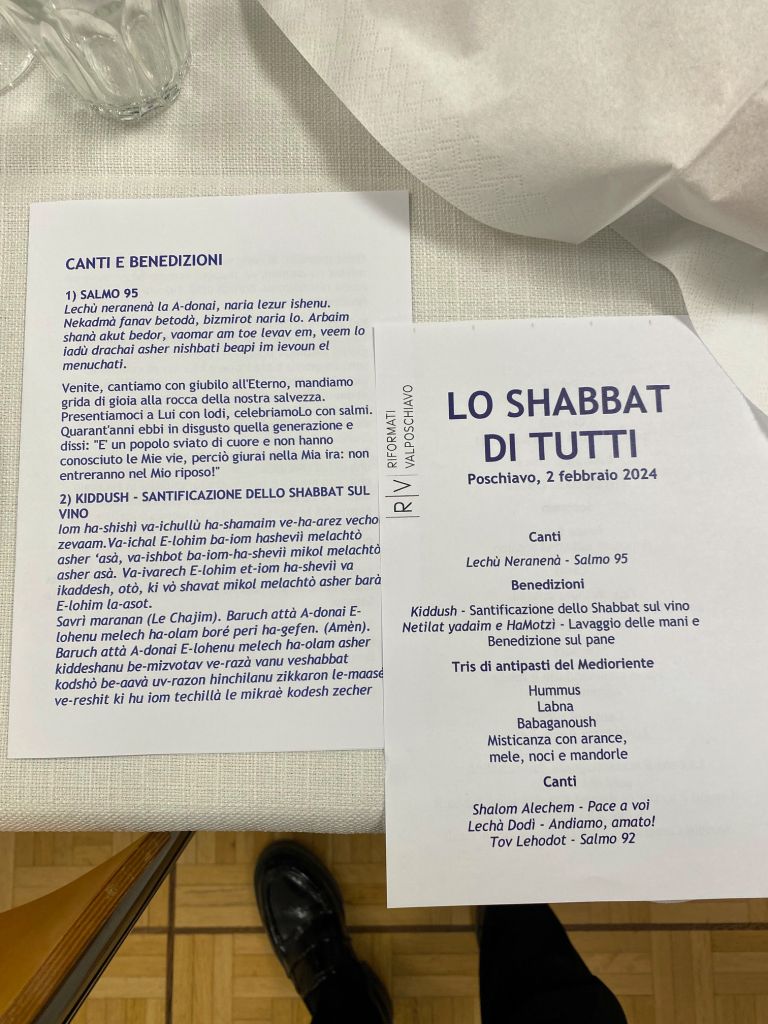 CANTI E BENEDIZIONI
1) SALMO 95
Lechù neranenà la A-donai, naria lezur ishenu.
Nekadmà fanav betodà, bizmirot naria lo. Arbaim
shanà akut bedor, vaomar am toe levav em, veem lo
iadù drachai asher nishbati beapi im ievoun el
menuchati.
Venite, cantiamo con giubilo all'Eterno, mandiamo
grida di gioia alla rocca della nostra salvezza.
Presentiamoci a Lui con lodi, celebriamoLo con salmi.
Quarant'anni ebbi in disgusto quella generazione e
dissi: "E' un popolo sviato di cuore e non hanno
conosciuto le Mie vie, perciò giurai nella Mia ira: non
entreranno nel Mio riposo!"
2) KIDDUSH - SANTIFICAZIONE DELLO SHABBAT SUL
VINO
Iom ha-shishì va-ichullù ha-shamaim ve-ha-arez vecho
zevaam.Va-ichal E-lohim ba-iom hasheviì melachtò
asher ‘asà, va-ishbot ba-iom-ha-sheviì mikol melachtò
asher asà. Va-ivarech E-lohim et-iom ha-sheviì va
ikaddesh, otò, ki vò shavat mikol melachtò asher barà
E-lohim la-asot.
Savrì maranan (Le Chajim). Baruch attà A-donai E-
lohenu melech ha-olam boré peri ha-gefen. (Amèn).
Baruch attà A-donai E-lohenu melech ha-olam asher
kiddeshanu be-mizvotav ve-razà vanu veshabbat
kodshò be-aavà uv-razon hinchilanu zikkaron le-maasé
ve-reshit ki hu iom techillà le mikraè kodesh zecher
R V RIFORMATI
VALPOSCHIAVO
LO SHABBAT
DI TUTTI
Poschiavo, 2 febbraio 2024
Canti
Lechù Neranenà - Salmo 95
Benedizioni
Kiddush - Santificazione dello Shabbat sul vino
Netilat yadaim e HaMotzì - Lavaggio delle mani e
Benedizione sul pane
Tris di antipasti del Medioriente
Hummus
Labna
Babaganoush
Misticanza con arance,
mele, noci e mandorle
Canti
Shalom Alechem - Pace a voi
Lechà Dodì - Andiamo, amato!
Tov Lehodot - Salmo 92